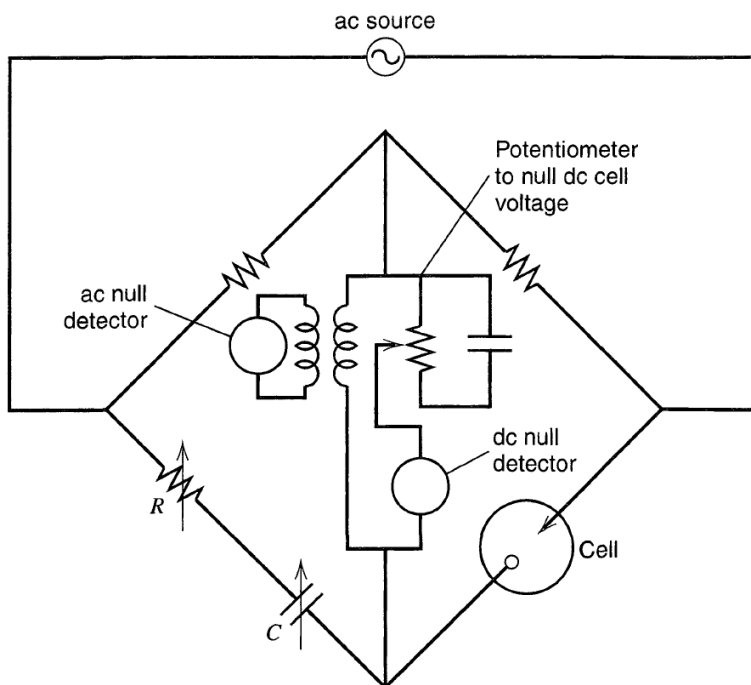 ac source
Potentiometer
to null dc cell
voltage
ac null
detector
dc null
detector
R
Cell
C